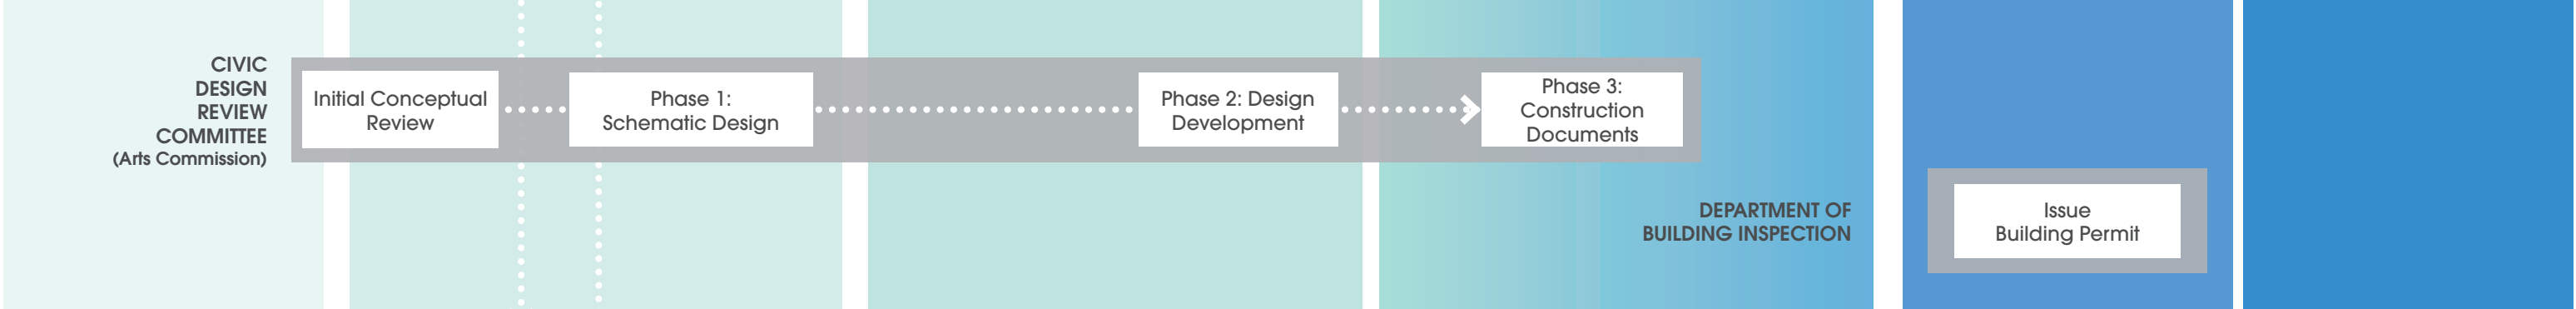 CIVIC
DESIGN
REVIEW
COMMITTEE
(Arts Commission)
Initial Conceptual
Review
Phase 1:
Schematic Design
Phase 2: Design
Development
Phase 3:
Construction
Documents
DEPARTMENT OF
BUILDING INSPECTION
Issue
Building Permit